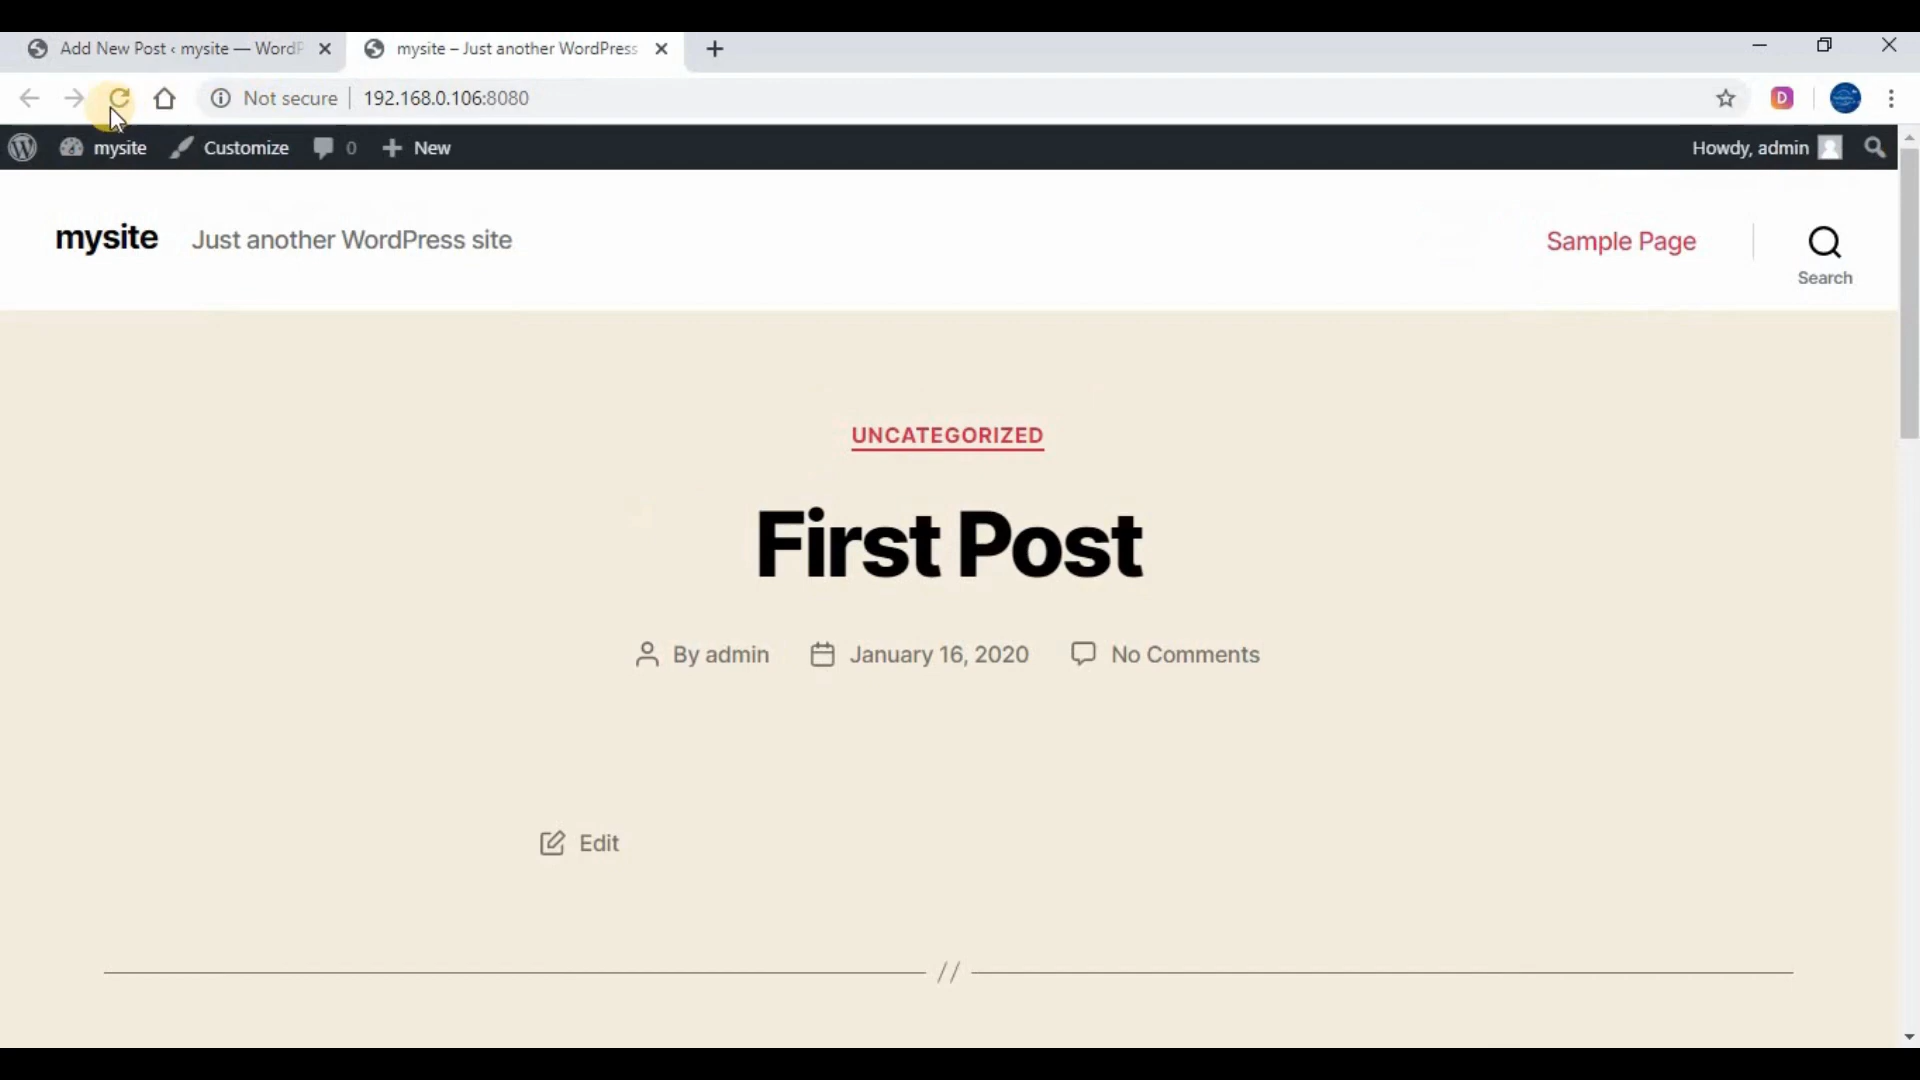 Add New Post ‹ mysite — WordP
mysite – Just another WordPress
Not secure 192.168.0.106:8080
D
mysite Customize 0 New Howdy, admin
mysite Just another WordPress site Sample Page
Search
UNCATEGORIZED
First Post
By admin January 16, 2020 No Comments
Edit
//